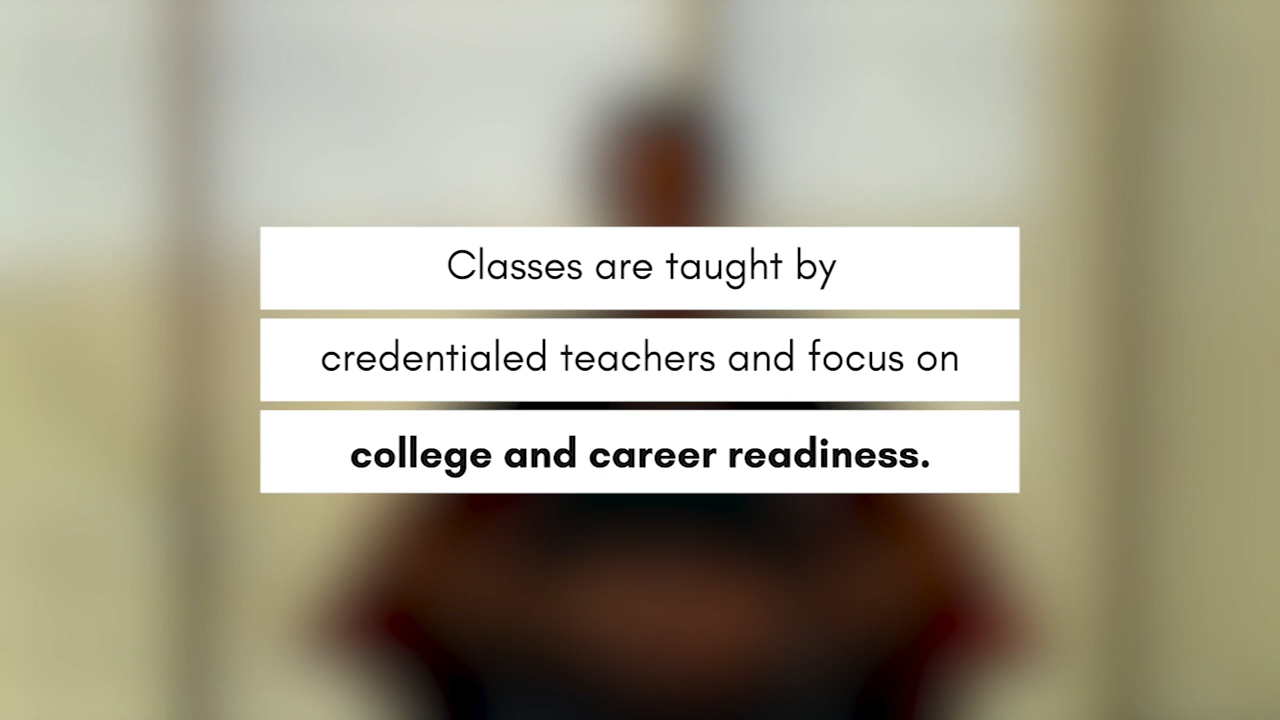 Classes are taught by
credentialed teachers and focus on
college and career readiness.